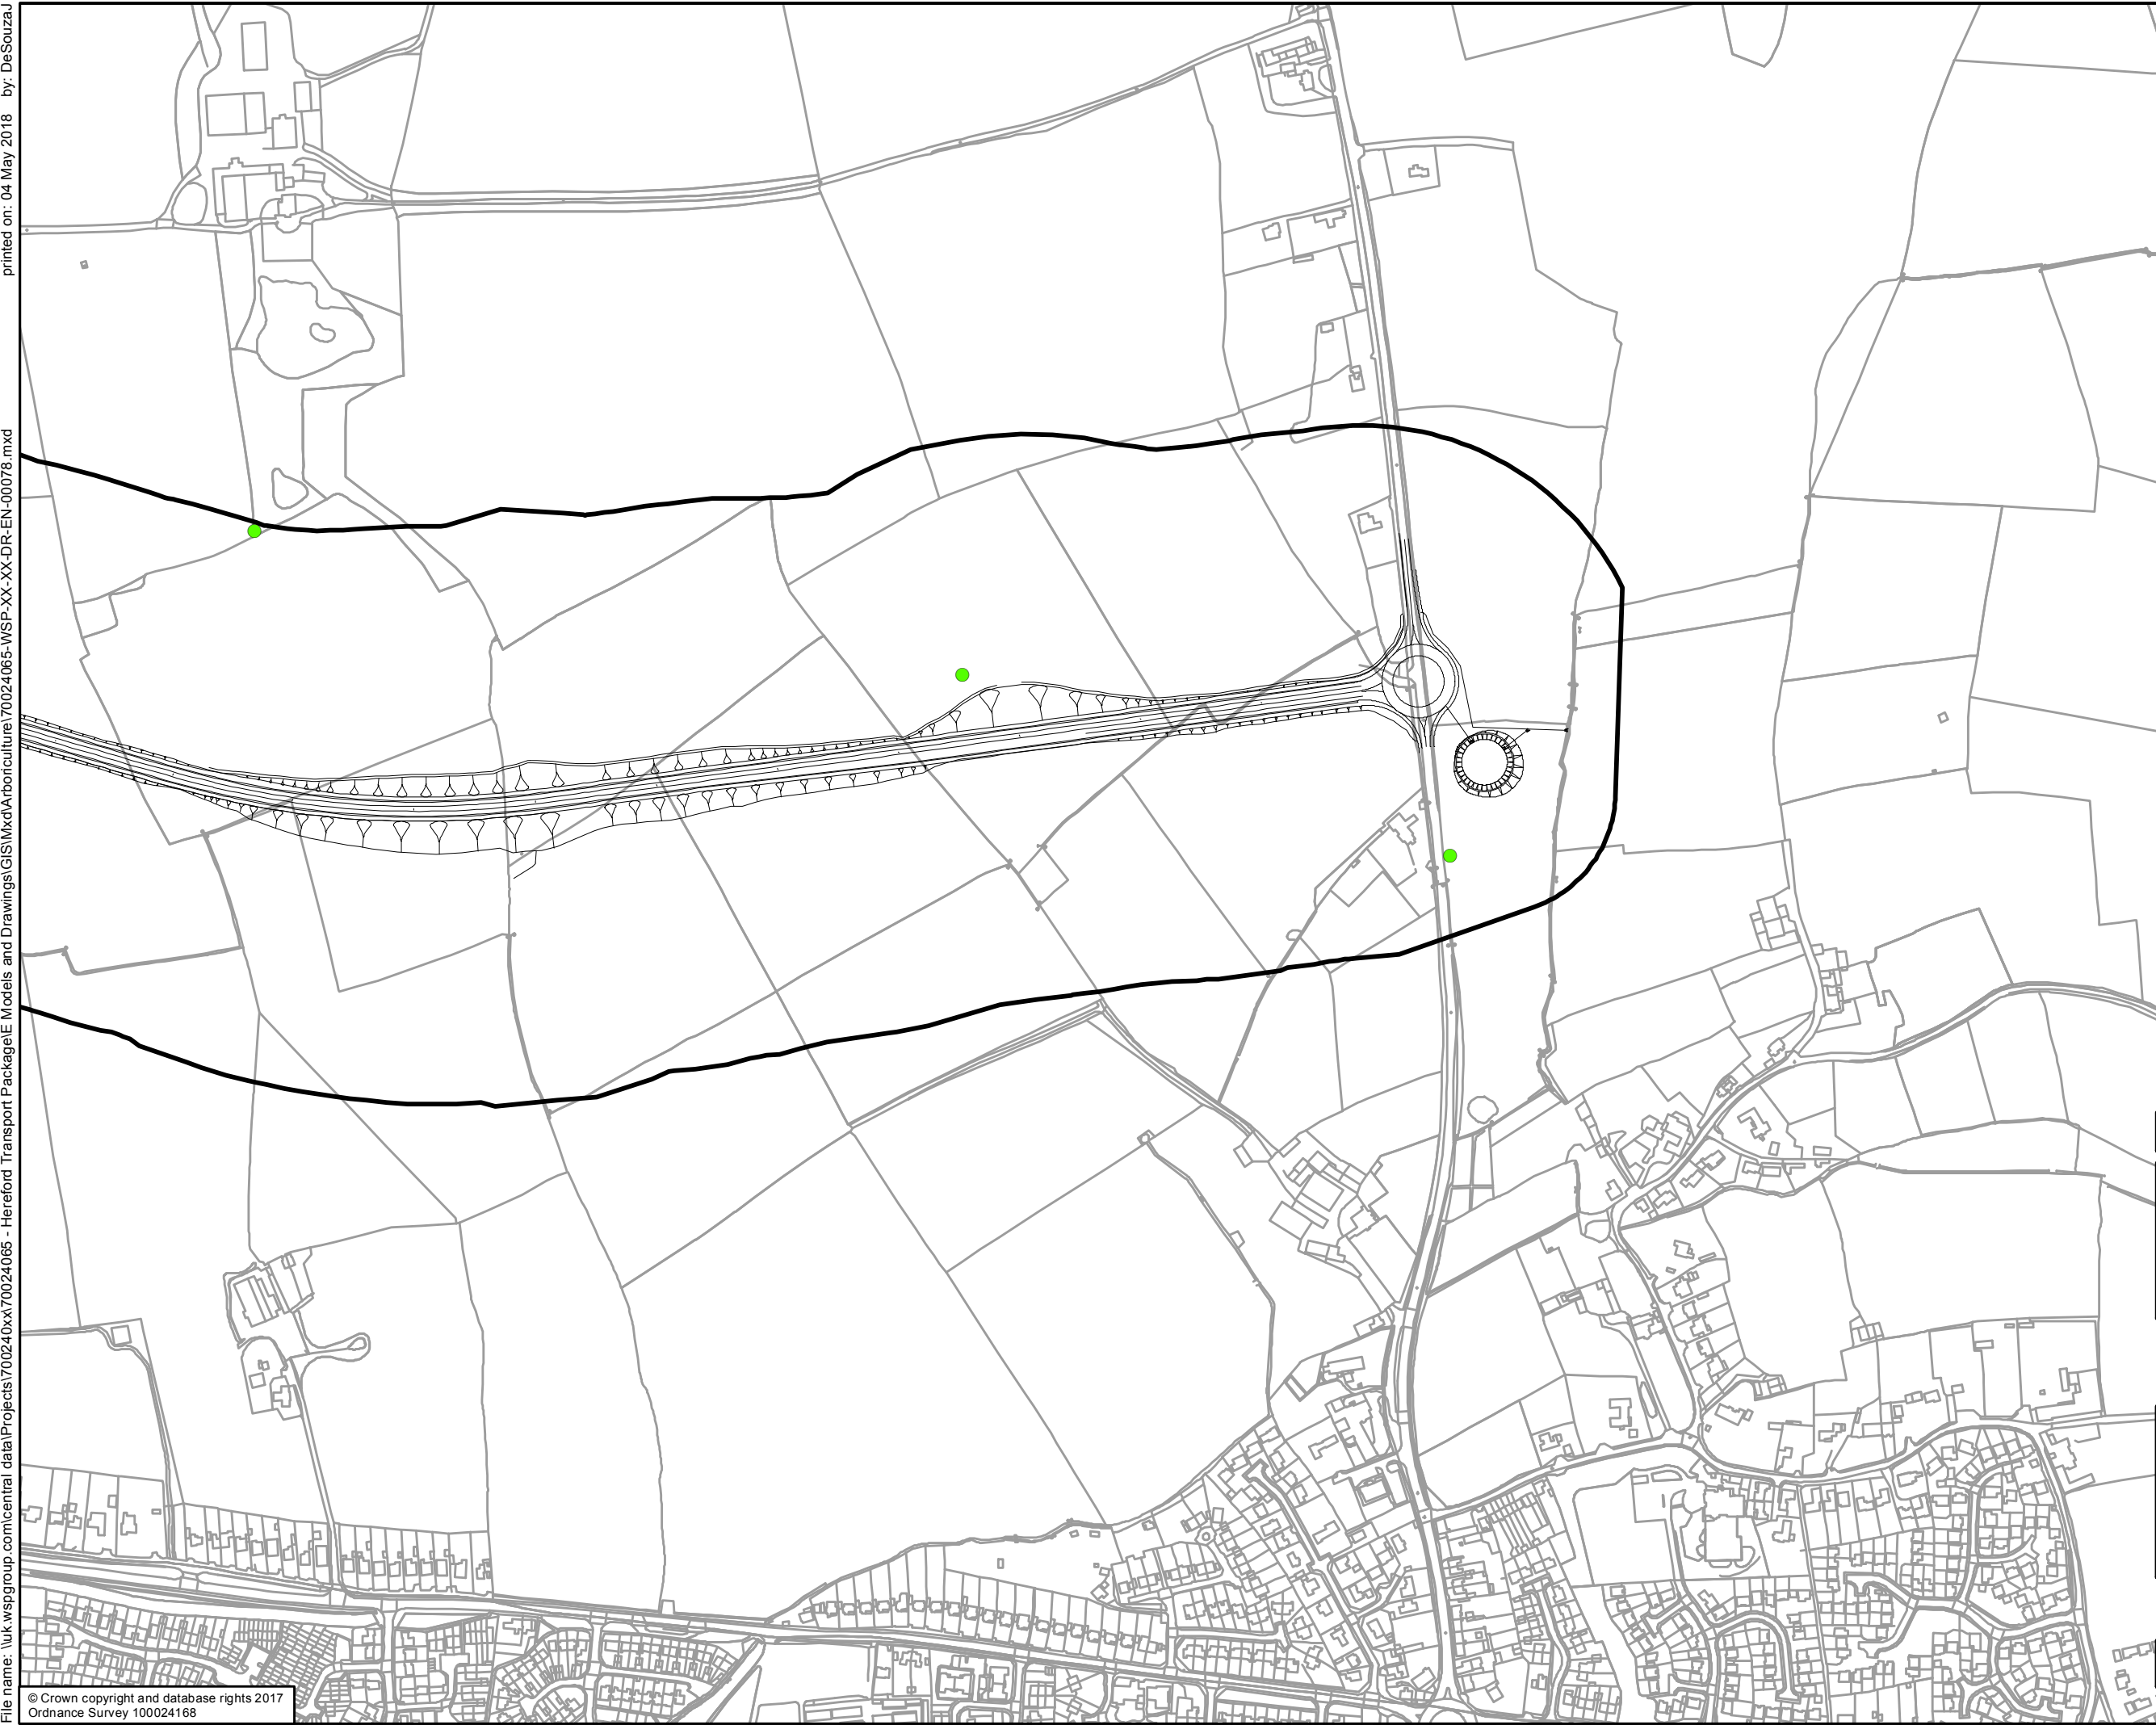 File name: \\uk.wspgroup.com\central data\Projects\700240xx\70024065 - Hereford Transport Package\E Models and Drawings\GIS\Mxd\Arboriculture\70024065-WSP-XX-XX-DR-EN-00078.mxd printed on: 04 May 2018 by: DeSouzaJ
© Crown copyright and database rights 2017
Ordnance Survey 100024168